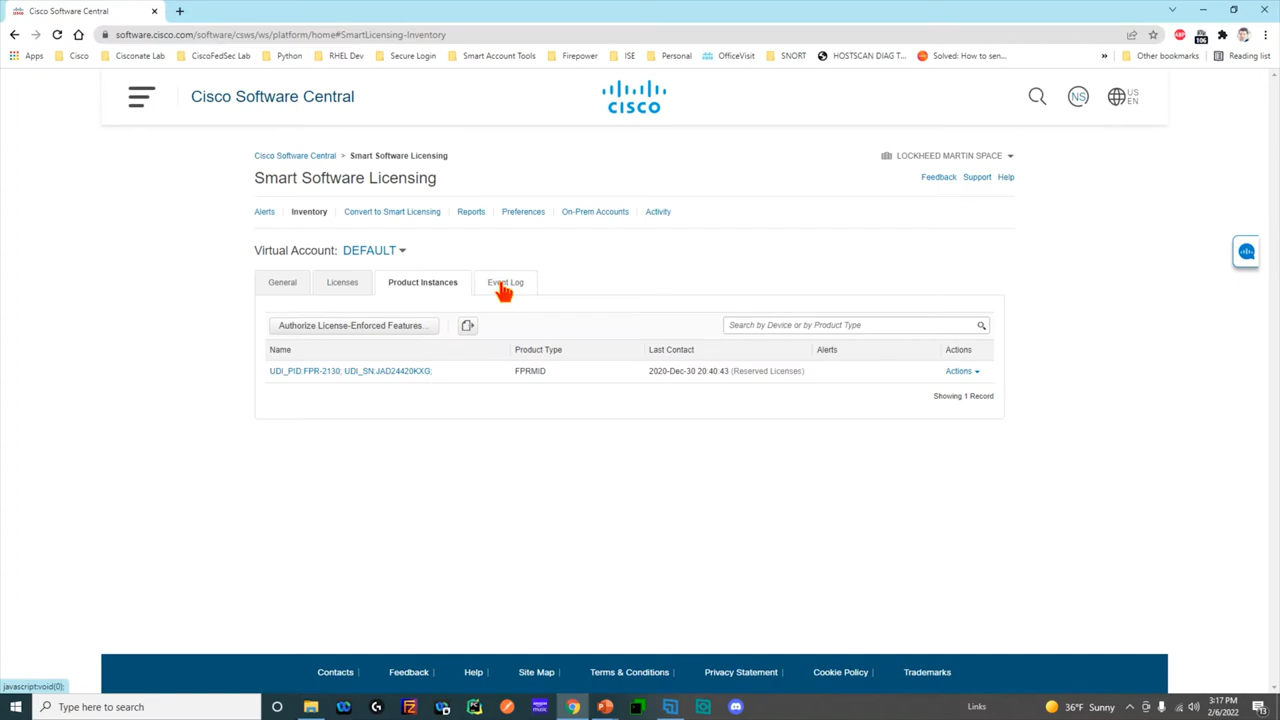 Cisco Software Central
software.cisco.com/software/csws/ws/platform/home#SmartLicensing-Inventory
Apps Cisco Cisconate Lab CiscoFedSec Lab Python RHEL Dev Secure Login Smart Account Tools Firepower ISE Personal OfficeVisit SNORT HOSTSCAN DIAG T... Solved: How to sen... » Other bookmarks Reading list
Cisco Software Central
CISCO
NS
US
EN
Cisco Software Central > Smart Software Licensing
LOCKHEED MARTIN SPACE
Smart Software Licensing
Feedback Support Help
Alerts Inventory Convert to Smart Licensing Reports Preferences On-Prem Accounts Activity
Virtual Account: DEFAULT
General Licenses Product Instances Event Log
Authorize License-Enforced Features...
Search by Device or by Product Type
Name Product Type Last Contact Alerts Actions
UDI_PID:FPR-2130; UDI_SN:JAD24420KXG; FPRMID 2020-Dec-30 20:40:43 (Reserved Licenses) Actions
Showing 1 Record
Contacts | Feedback | Help | Site Map | Terms & Conditions | Privacy Statement | Cookie Policy | Trademarks
javascript:void(0);
Type here to search
Links
36°F Sunny
3:17 PM
2/6/2022